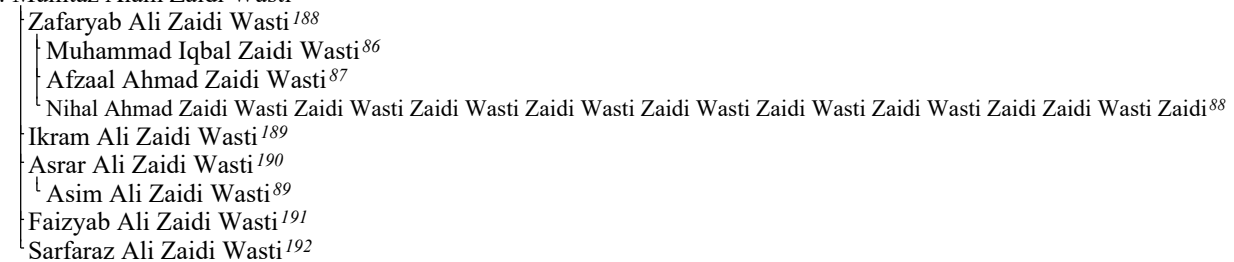 Zafaryab Ali Zaidi Wasti188
Muhammad Iqbal Zaidi Wasti86
Afzaal Ahmad Zaidi Wasti87
Nihal Ahmad Zaidi Wasti Zaidi Wasti Zaidi Wasti Zaidi Wasti Zaidi Wasti Zaidi Wasti Zaidi Wasti Zaidi Zaidi Wasti Zaidi88
Ikram Ali Zaidi Wasti189
Asrar Ali Zaidi Wasti190
Asim Ali Zaidi Wasti89
Faizyab Ali Zaidi Wasti191
Sarfaraz Ali Zaidi Wasti192